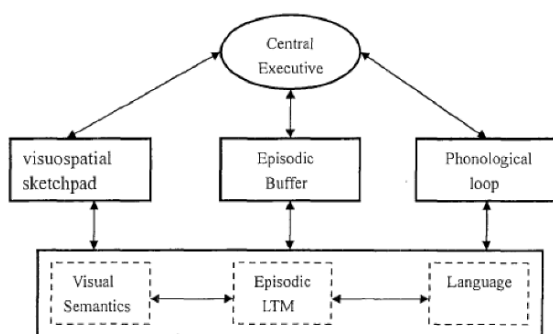 Central
Executive
visuospatial
sketchpad
Episodic
Buffer
Phonological
loop
Visual
Semantics
Episodic
LTM
Language